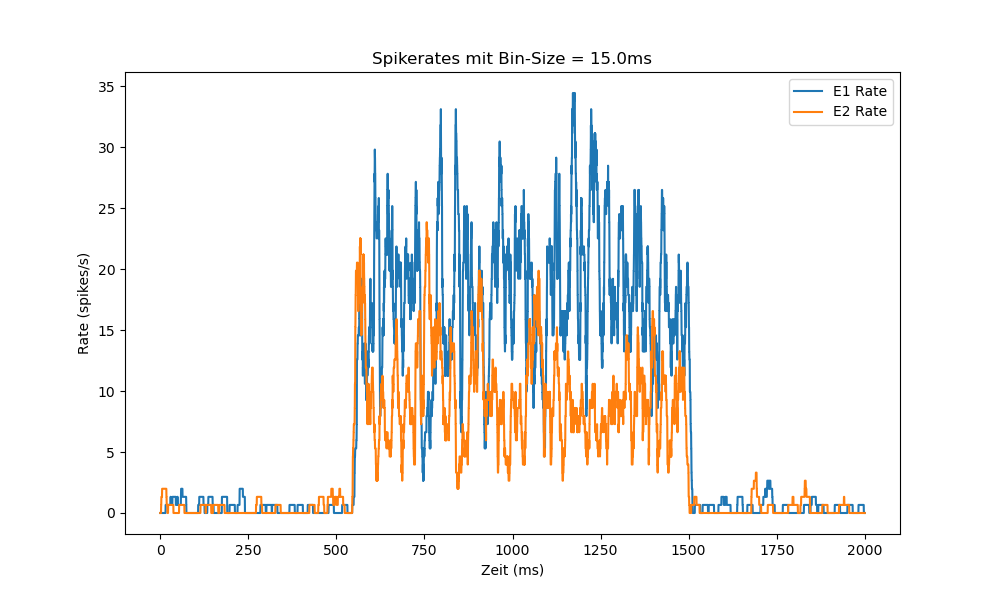 Spikerates mit Bin-Size = 15.0ms
E1 Rate
E2 Rate
Rate (spikes/s)
35
30
25
20
15
10
5
0
0 250 500 750 1000 1250 1500 1750 2000
Zeit (ms)